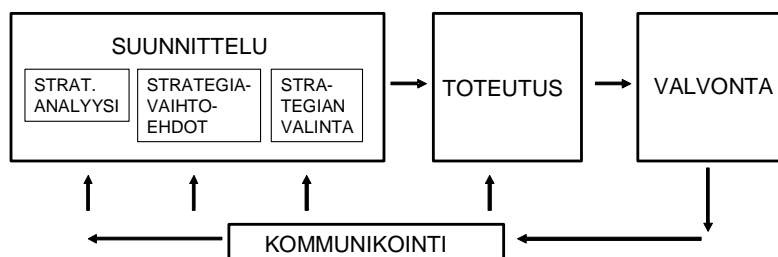 SUUNNITTELU
STRAT.
ANALYYSI
STRATEGIA-
VAIHTO-
EHDOT
STRA-
TEGIAN
VALINTA
TOTEUTUS
VALVONTA
KOMMUNIKOINTI